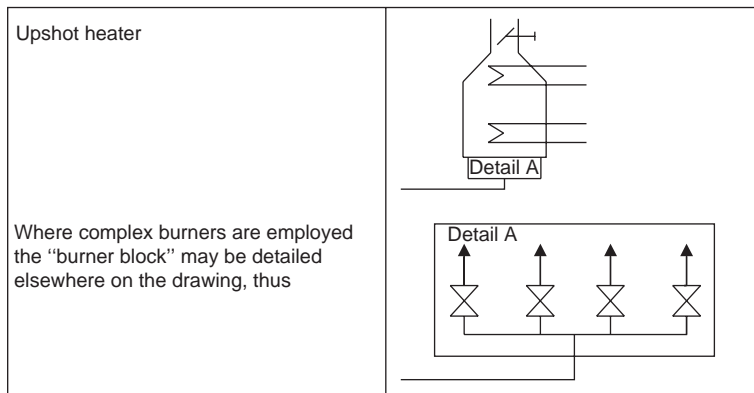 Upshot heater
Detail A
Where complex burners are employed
the ‘‘burner block’’ may be detailed
elsewhere on the drawing, thus
Detail A